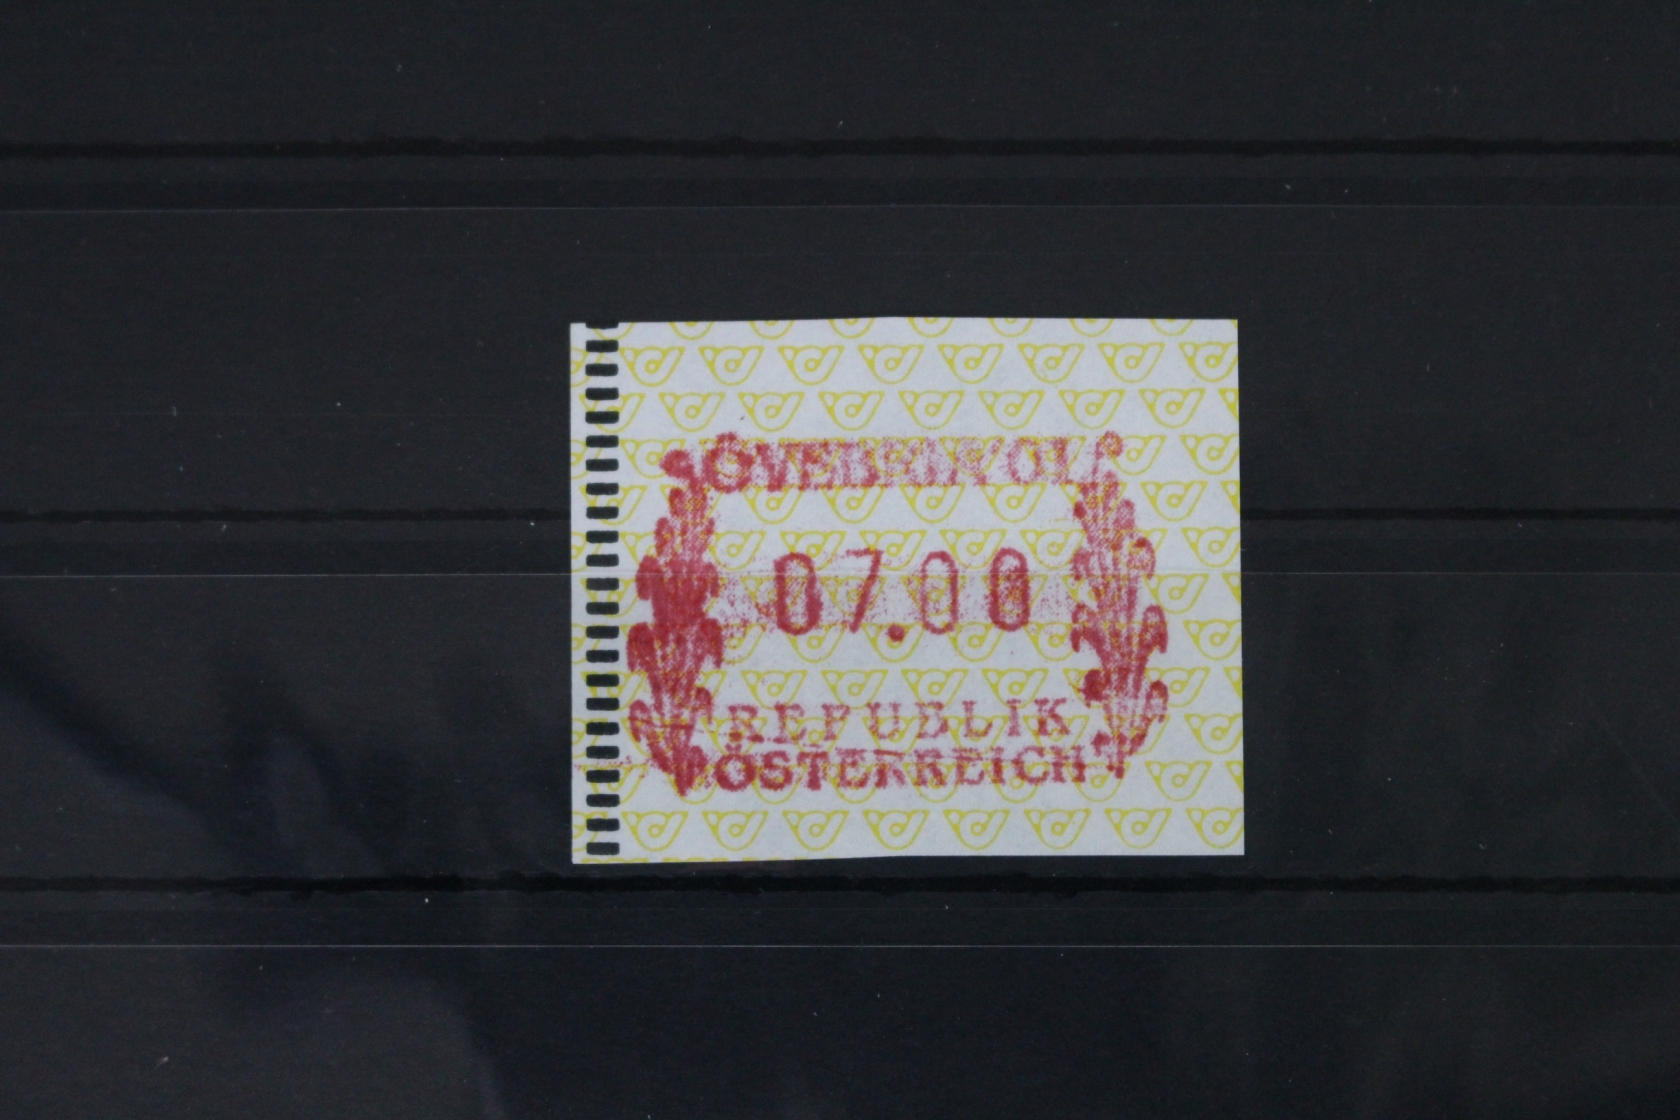 07.00
REPUBLIK
ÖSTERREICH